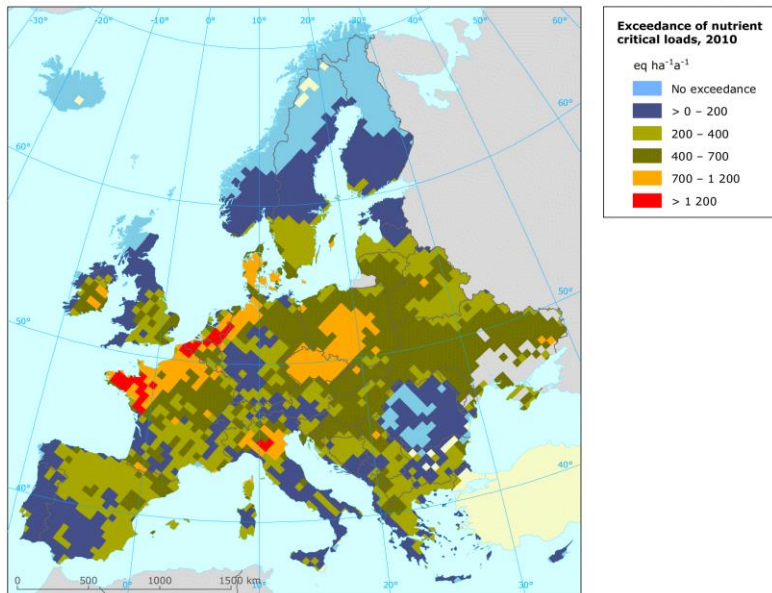 -30° -20° -10° 0° 10° 20° 30° 40° 50° 60°
60°
60°
50°
50°
40°
40°
0 500 1000 1500 km
0° 10° 20° 30°
Exceedance of nutrient
critical loads, 2010
eq ha⁻¹a⁻¹
No exceedance
> 0 – 200
200 – 400
400 – 700
700 – 1 200
> 1 200